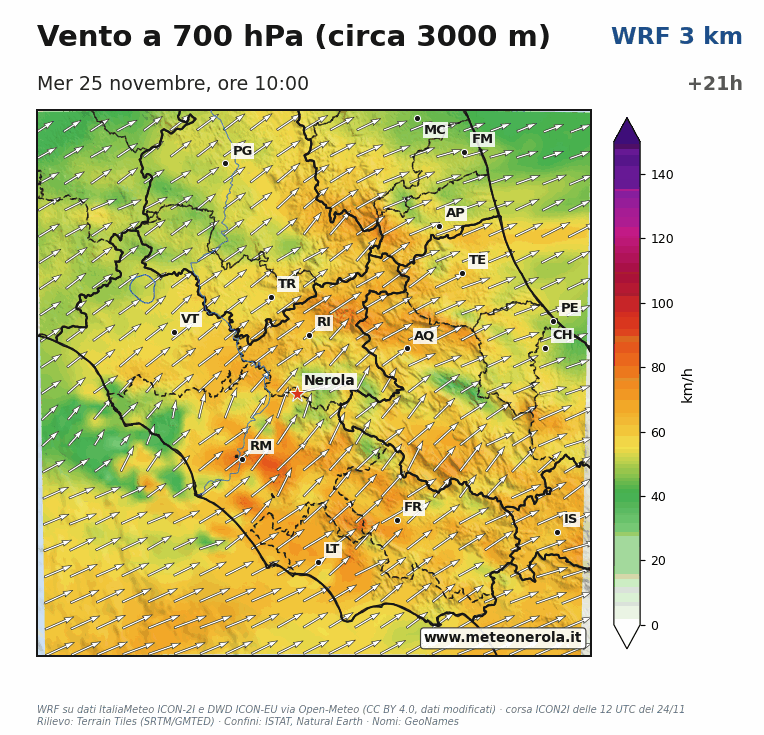 Vento a 700 hPa (circa 3000 m)
WRF 3 km
Mer 25 novembre, ore 10:00
+21h
MC
FM
PG
AP
TE
TR
PE
VT
RI
AQ
CH
Nerola
RM
FR
IS
LT
www.meteonerola.it
140
120
100
80
60
40
20
0
km/h
WRF su dati ItaliaMeteo ICON-2I e DWD ICON-EU via Open-Meteo (CC BY 4.0, dati modificati) · corsa ICON2I delle 12 UTC del 24/11
Rilievo: Terrain Tiles (SRTM/GMTED) · Confini: ISTAT, Natural Earth · Nomi: GeoNames